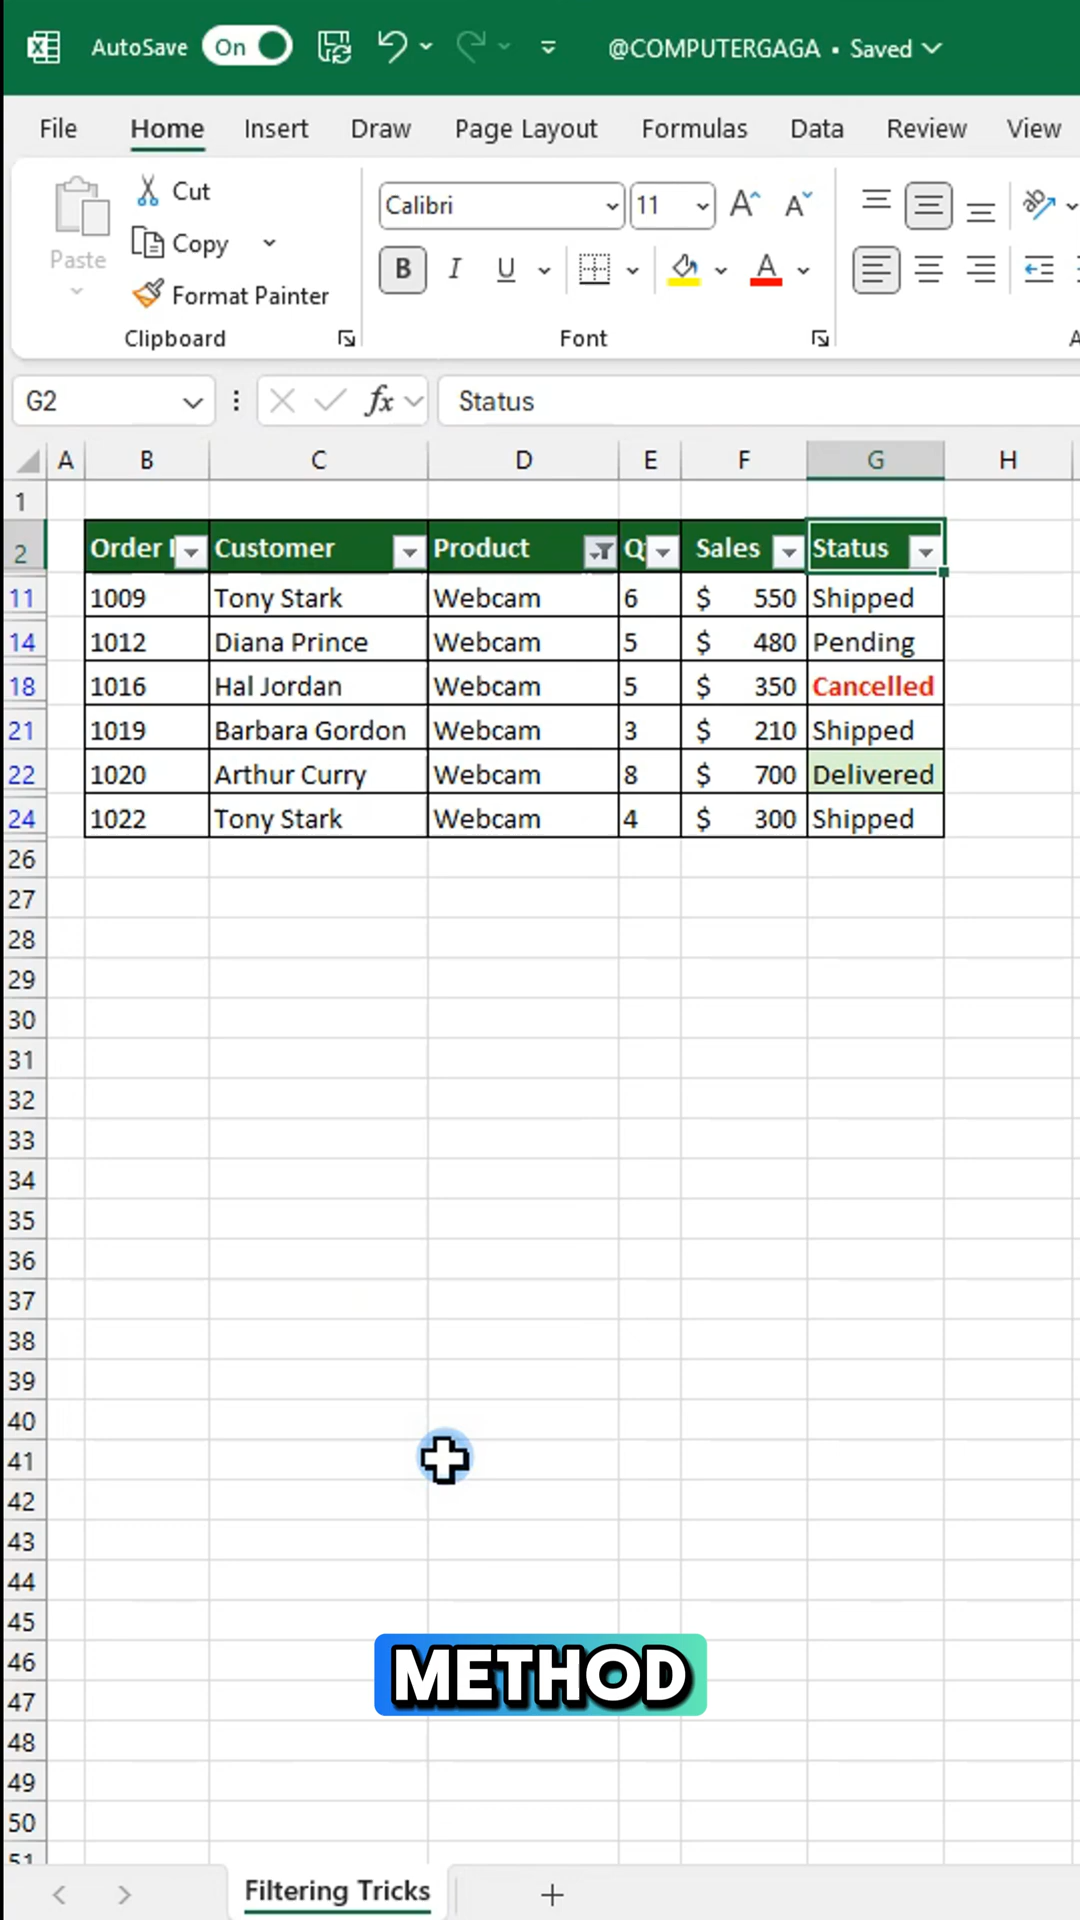 AutoSave On @COMPUTERGAGA • Saved
File Home Insert Draw Page Layout Formulas Data Review View
Paste
Cut
Copy
Format Painter
Clipboard
Calibri 11
B I U
Font
G2 fx Status
A B C D E F G H
1
2 Order Customer Product Q Sales Status
11 1009 Tony Stark Webcam 6 $ 550 Shipped
14 1012 Diana Prince Webcam 5 $ 480 Pending
18 1016 Hal Jordan Webcam 5 $ 350 Cancelled
21 1019 Barbara Gordon Webcam 3 $ 210 Shipped
22 1020 Arthur Curry Webcam 8 $ 700 Delivered
24 1022 Tony Stark Webcam 4 $ 300 Shipped
26
27
28
29
30
31
32
33
34
35
36
37
38
39
40
41
42
43
44
45
46
METHOD
47
48
49
50
51
Filtering Tricks